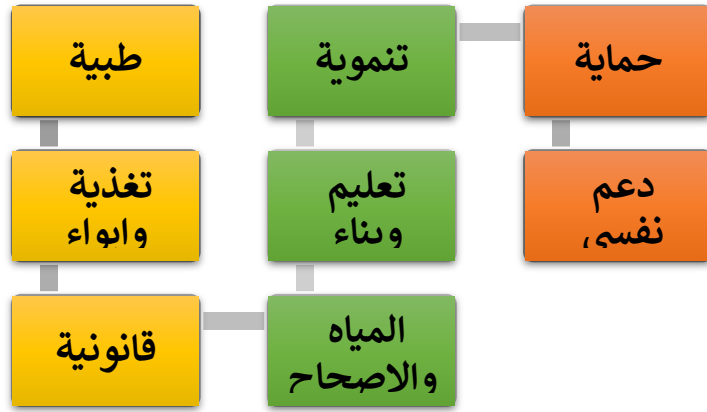 حماية
تنموية
طبية
دعم
نفسي
تعليم
وبناء
تغذية
وايواء
المياه
والاصحاح
قانونية